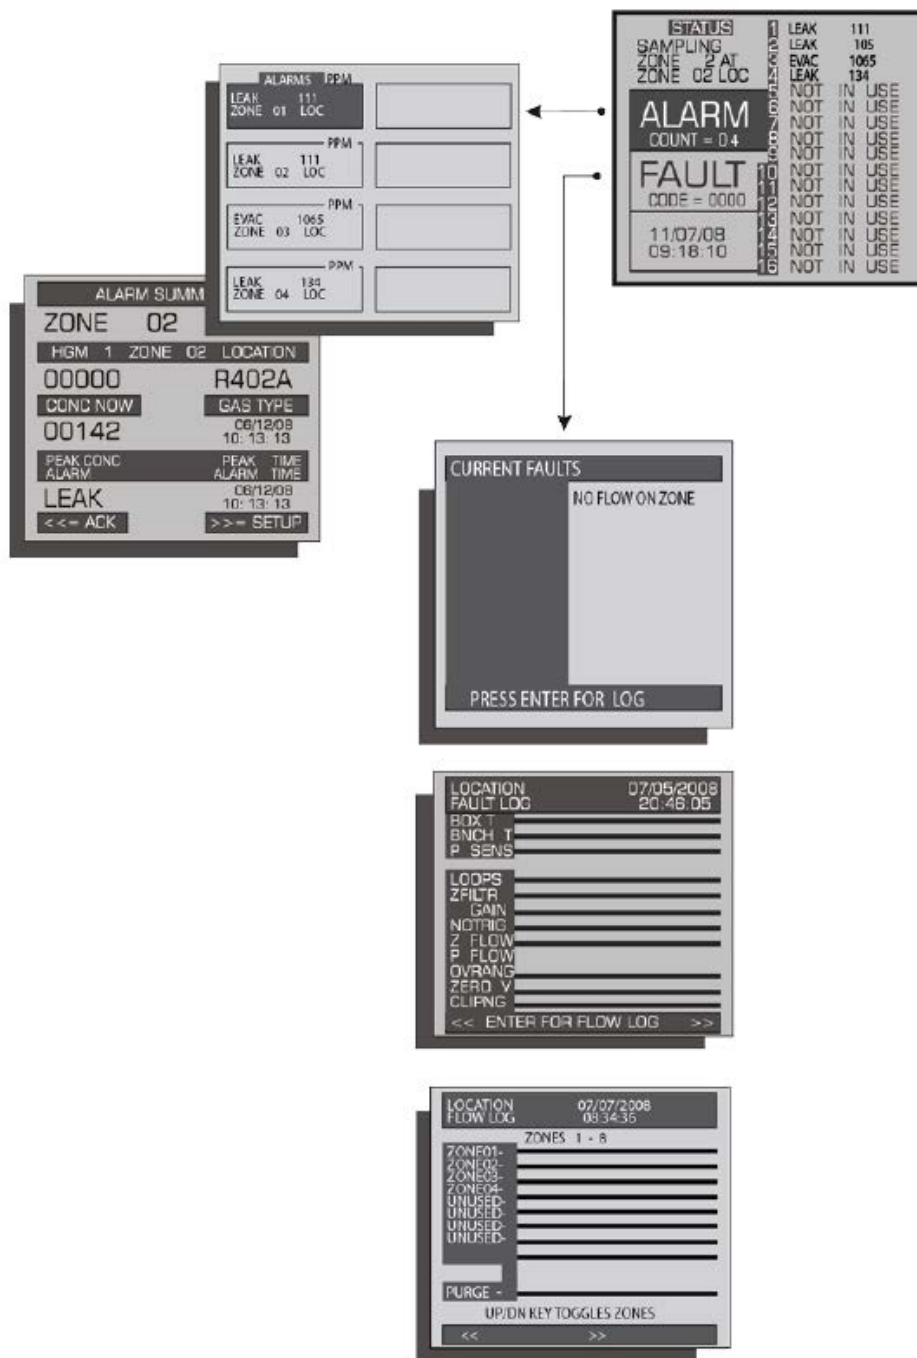 STATUS
SAMPLING
ZONE 2 AT
ZONE 02 LOC
ALARM
COUNT = 04
FAULT
CODE = 0000
11/07/08
09:18:10
1 LEAK 111
2 LEAK 105
3 EVAC 1065
4 LEAK 134
5 NOT IN USE
6 NOT IN USE
7 NOT IN USE
8 NOT IN USE
9 NOT IN USE
10 NOT IN USE
11 NOT IN USE
12 NOT IN USE
13 NOT IN USE
14 NOT IN USE
15 NOT IN USE
16 NOT IN USE
ALARMS PPM
LEAK 111
ZONE 01 LOC
PPM
LEAK 111
ZONE 02 LOC
PPM
EVAC 1065
ZONE 03 LOC
PPM
LEAK 134
ZONE 04 LOC
ALARM SUMM
ZONE 02
HGM 1 ZONE 02 LOCATION
00000 R402A
CONC NOW GAS TYPE
00142 06/12/08
10: 13: 13
PEAK CONC PEAK TIME
ALARM ALARM TIME
LEAK 06/12/08
10: 13: 13
<<= ACK >>= SETUP
CURRENT FAULTS
NO FLOW ON ZONE
PRESS ENTER FOR LOG
LOCATION 07/05/2008
FAULT LOG 20:46:05
BOX T
BNCH T
P SENS
LOOPS
ZFILTR
GAIN
NOTRIG
Z FLOW
P FLOW
OVRANG
ZERO V
CLIPNG
<< ENTER FOR FLOW LOG >>
LOCATION 07/07/2008
FLOW LOG 08:34:36
ZONES 1 - 8
ZONE01-
ZONE02-
ZONE03-
ZONE04-
UNUSED-
UNUSED-
UNUSED-
UNUSED-
PURGE -
UP/DN KEY TOGGLES ZONES
<< >>